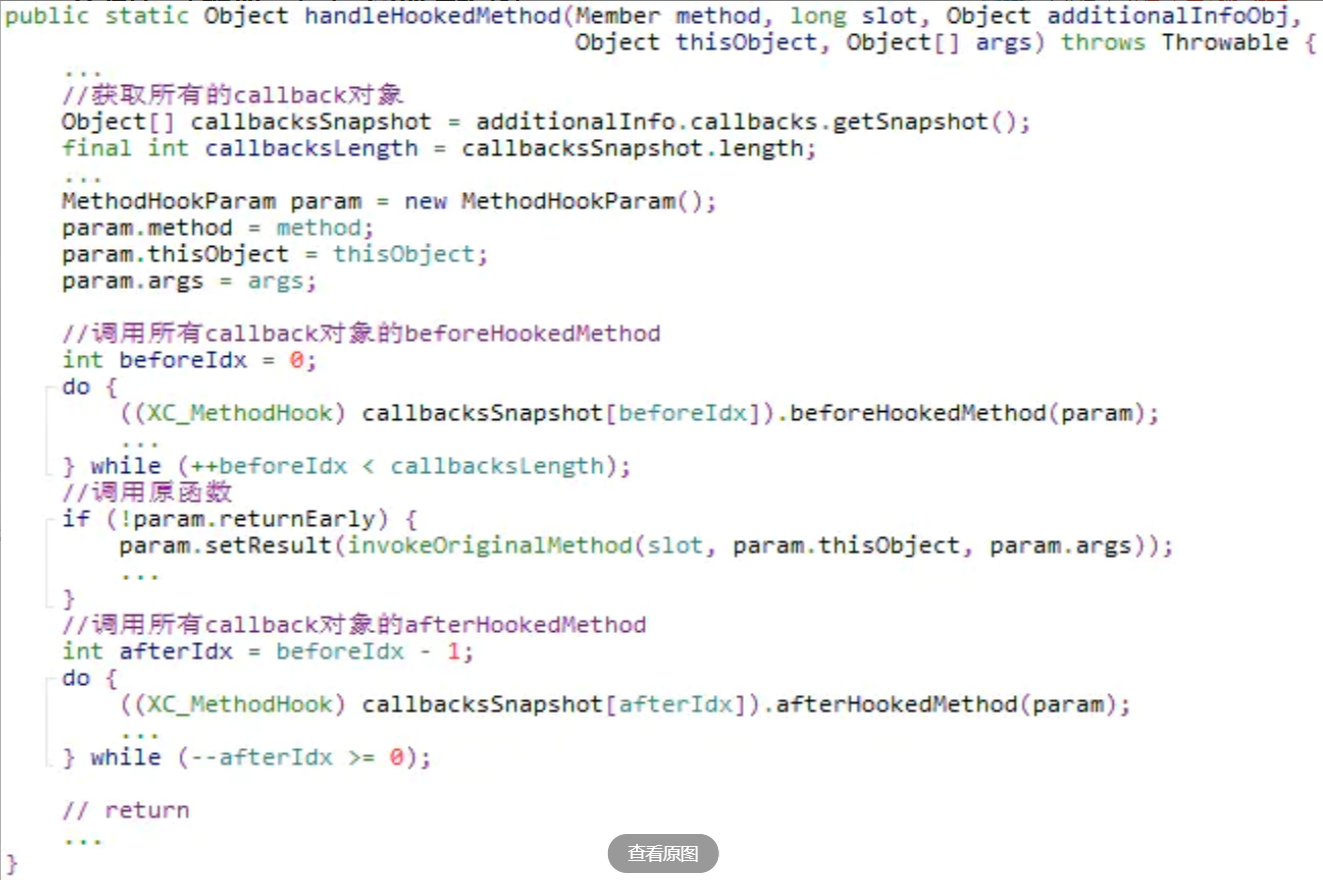 public static Object handleHookedMethod(Member method, long slot, Object additionalInfoObj,
Object thisObject, Object[] args) throws Throwable {
...
//获取所有的callback对象
Object[] callbacksSnapshot = additionalInfo.callbacks.getSnapshot();
final int callbacksLength = callbacksSnapshot.length;
...
MethodHookParam param = new MethodHookParam();
param.method = method;
param.thisObject = thisObject;
param.args = args;
//调用所有callback对象的beforeHookedMethod
int beforeIdx = 0;
do {
((XC_MethodHook) callbacksSnapshot[beforeIdx]).beforeHookedMethod(param);
...
} while (++beforeIdx < callbacksLength);
//调用原函数
if (!param.returnEarly) {
param.setResult(invokeOriginalMethod(slot, param.thisObject, param.args));
...
}
//调用所有callback对象的afterHookedMethod
int afterIdx = beforeIdx - 1;
do {
((XC_MethodHook) callbacksSnapshot[afterIdx]).afterHookedMethod(param);
...
} while (--afterIdx >= 0);
// return
...
查看原图
}